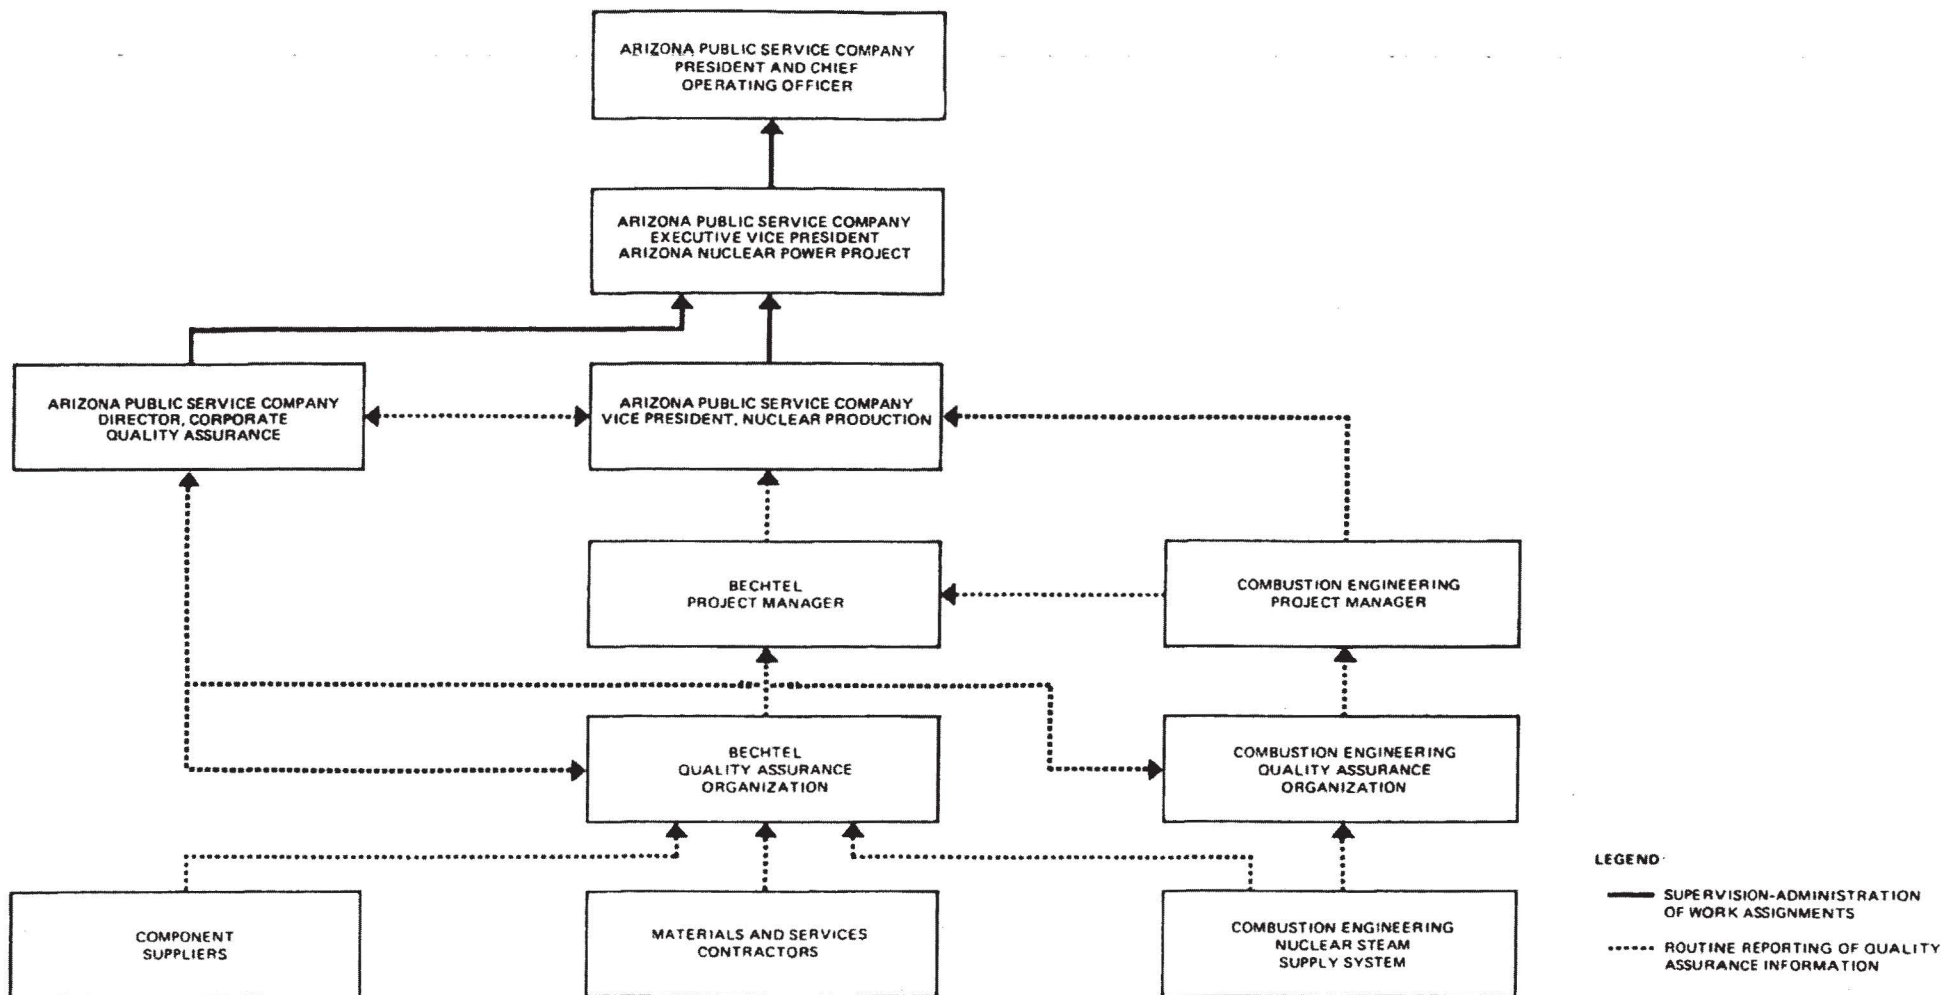 ARIZONA PUBLIC SERVICE COMPANY
PRESIDENT AND CHIEF
OPERATING OFFICER
ARIZONA PUBLIC SERVICE COMPANY
EXECUTIVE VICE PRESIDENT
ARIZONA NUCLEAR POWER PROJECT
ARIZONA PUBLIC SERVICE COMPANY
DIRECTOR, CORPORATE
QUALITY ASSURANCE
ARIZONA PUBLIC SERVICE COMPANY
VICE PRESIDENT, NUCLEAR PRODUCTION
BECHTEL
PROJECT MANAGER
COMBUSTION ENGINEERING
PROJECT MANAGER
BECHTEL
QUALITY ASSURANCE
ORGANIZATION
COMBUSTION ENGINEERING
QUALITY ASSURANCE
ORGANIZATION
COMPONENT
SUPPLIERS
MATERIALS AND SERVICES
CONTRACTORS
COMBUSTION ENGINEERING
NUCLEAR STEAM
SUPPLY SYSTEM
LEGEND
SUPERVISION-ADMINISTRATION
OF WORK ASSIGNMENTS
ROUTINE REPORTING OF QUALITY
ASSURANCE INFORMATION